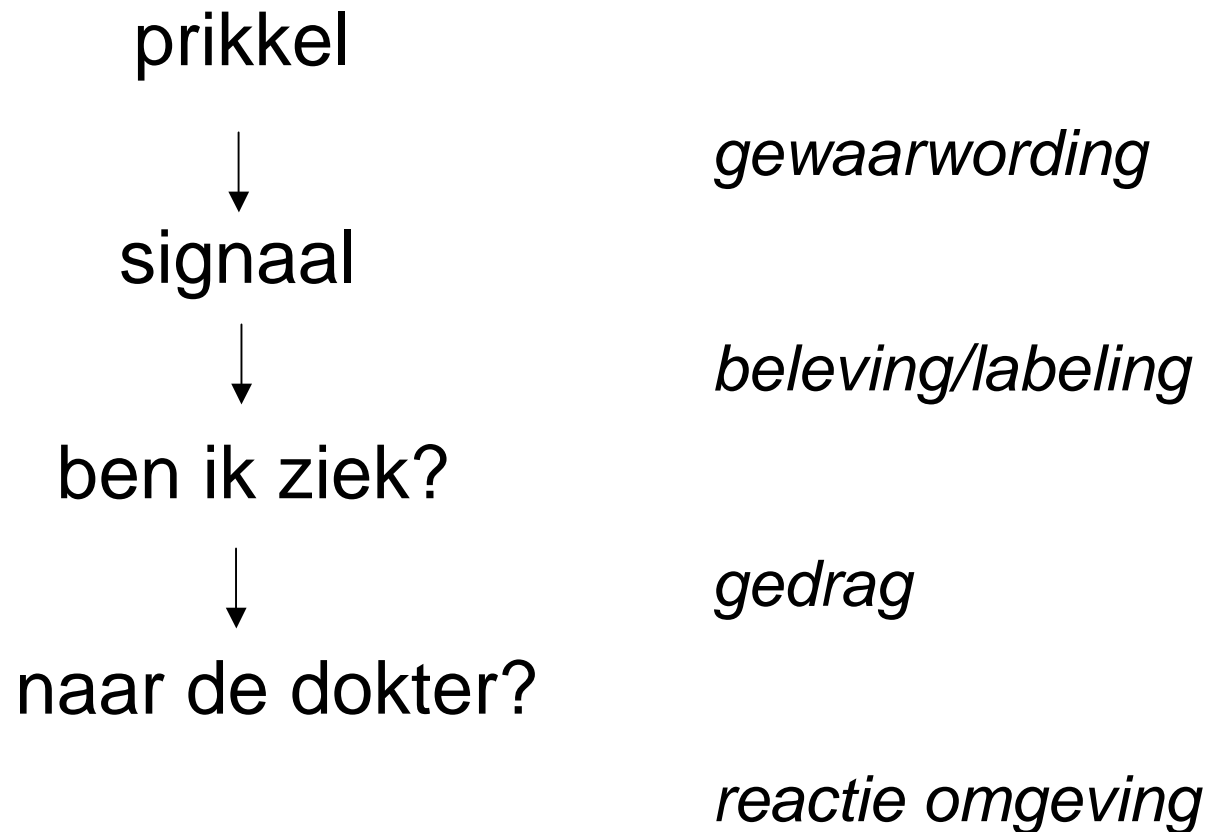 prikkel
gewaarwording
signaal
beleving/labeling
ben ik ziek?
gedrag
naar de dokter?
reactie omgeving